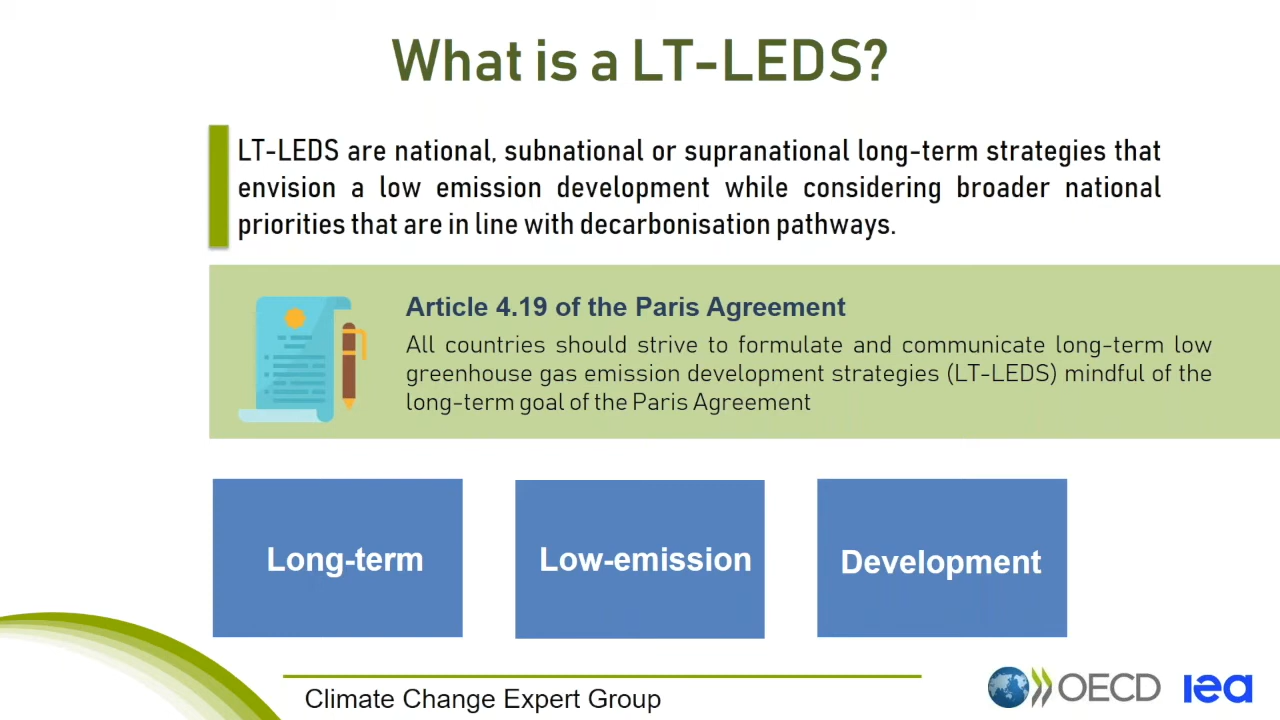 What is a LT-LEDS?
LT-LEDS are national, subnational or supranational long-term strategies that
envision a low emission development while considering broader national
priorities that are in line with decarbonisation pathways.
Article 4.19 of the Paris Agreement
All countries should strive to formulate and communicate long-term low
greenhouse gas emission development strategies (LT-LEDS) mindful of the
long-term goal of the Paris Agreement
Long-term
Low-emission
Development
Climate Change Expert Group
OECD
iea